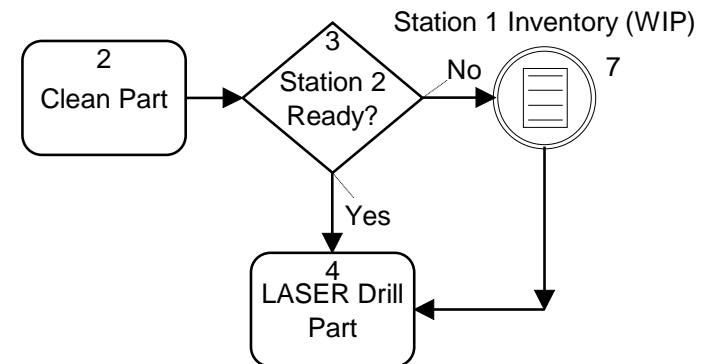 Station 1 Inventory (WIP)
2
Clean Part
3
Station 2
Ready?
No
7
Yes
4
LASER Drill
Part